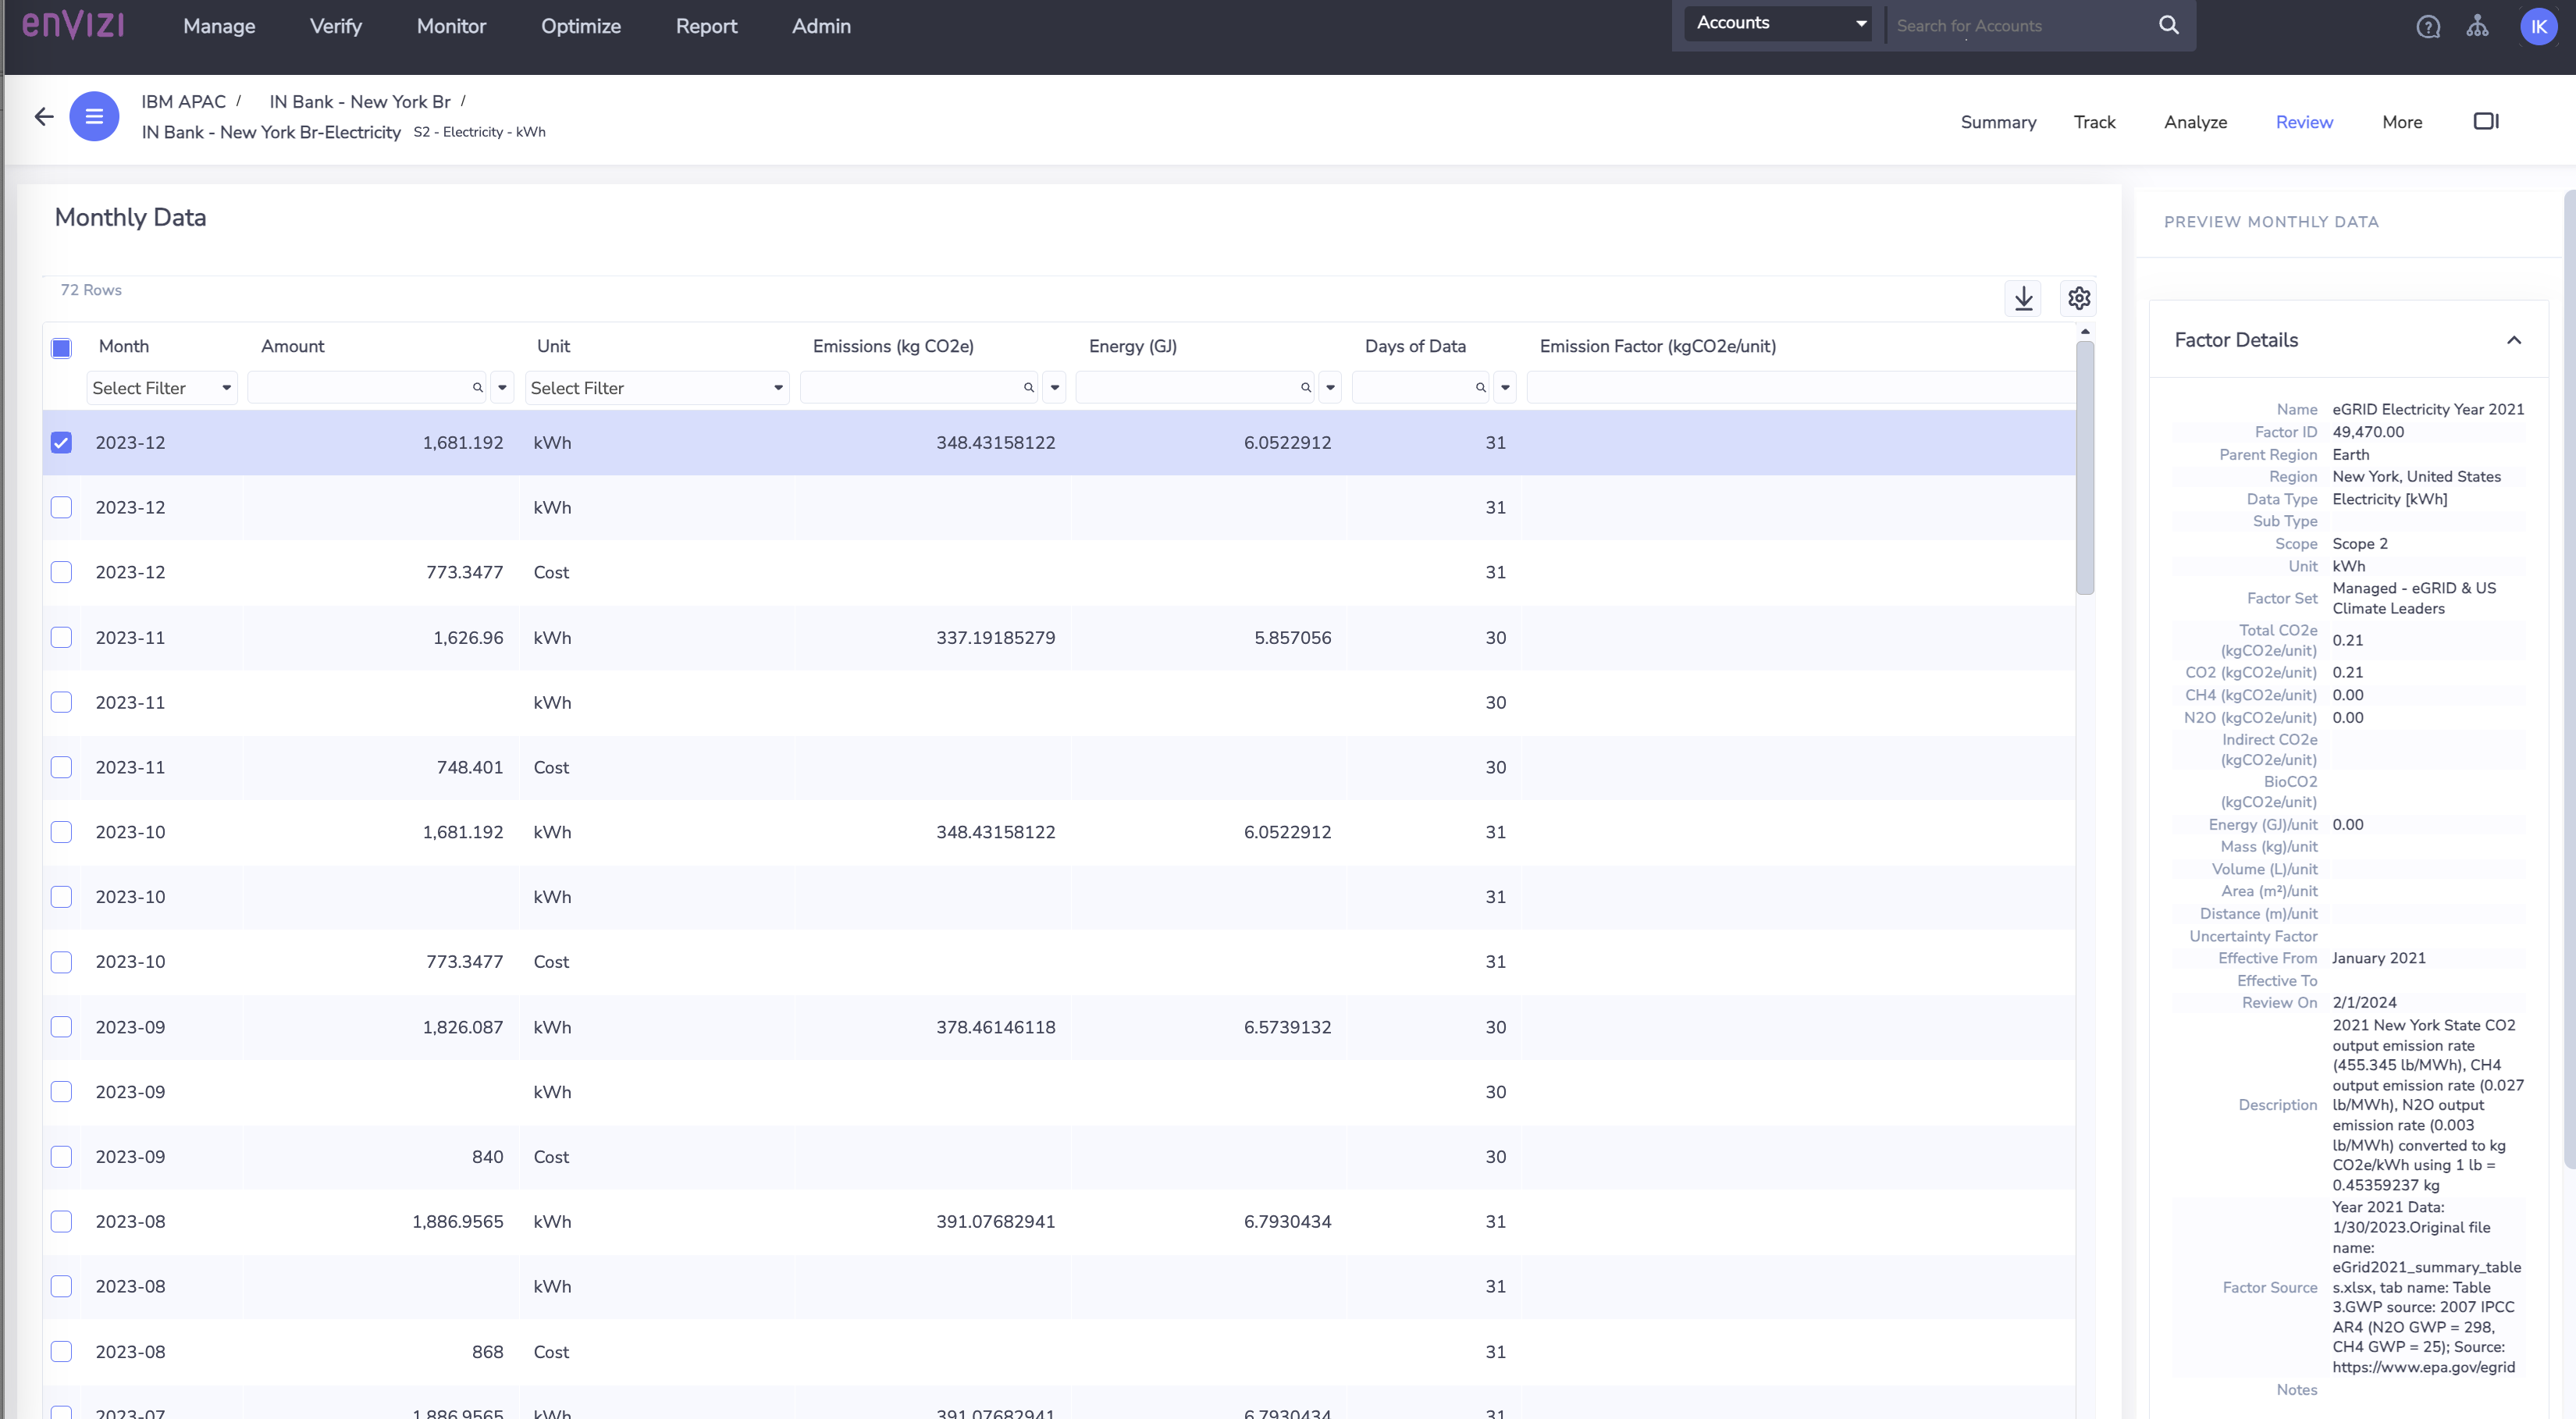 envizi
Manage Verify Monitor Optimize Report Admin
Accounts
Search for Accounts
IK
IBM APAC / IN Bank - New York Br /
IN Bank - New York Br-Electricity S2 - Electricity - kWh
Summary Track Analyze Review More
Monthly Data
72 Rows
Month Amount Unit Emissions (kg CO2e) Energy (GJ) Days of Data Emission Factor (kgCO2e/unit)
Select Filter Select Filter
2023-12 1,681.192 kWh 348.43158122 6.0522912 31
2023-12 kWh 31
2023-12 773.3477 Cost 31
2023-11 1,626.96 kWh 337.19185279 5.857056 30
2023-11 kWh 30
2023-11 748.401 Cost 30
2023-10 1,681.192 kWh 348.43158122 6.0522912 31
2023-10 kWh 31
2023-10 773.3477 Cost 31
2023-09 1,826.087 kWh 378.46146118 6.5739132 30
2023-09 kWh 30
2023-09 840 Cost 30
2023-08 1,886.9565 kWh 391.07682941 6.7930434 31
2023-08 kWh 31
2023-08 868 Cost 31
2023-07 1,886.9565 kWh 391.07682941 6.7930434 31
PREVIEW MONTHLY DATA
Factor Details
Name eGRID Electricity Year 2021
Factor ID 49,470.00
Parent Region Earth
Region New York, United States
Data Type Electricity [kWh]
Sub Type
Scope Scope 2
Unit kWh
Factor Set Managed - eGRID & US
Climate Leaders
Total CO2e
(kgCO2e/unit) 0.21
CO2 (kgCO2e/unit) 0.21
CH4 (kgCO2e/unit) 0.00
N2O (kgCO2e/unit) 0.00
Indirect CO2e
(kgCO2e/unit)
BioCO2
(kgCO2e/unit)
Energy (GJ)/unit 0.00
Mass (kg)/unit
Volume (L)/unit
Area (m²)/unit
Distance (m)/unit
Uncertainty Factor
Effective From January 2021
Effective To
Review On 2/1/2024
Description 2021 New York State CO2
output emission rate
(455.345 lb/MWh), CH4
output emission rate (0.027
lb/MWh), N2O output
emission rate (0.003
lb/MWh) converted to kg
CO2e/kWh using 1 lb =
0.45359237 kg
Factor Source Year 2021 Data:
1/30/2023.Original file
name:
eGrid2021_summary_table
s.xlsx, tab name: Table
3.GWP source: 2007 IPCC
AR4 (N2O GWP = 298,
CH4 GWP = 25); Source:
https://www.epa.gov/egrid
Notes